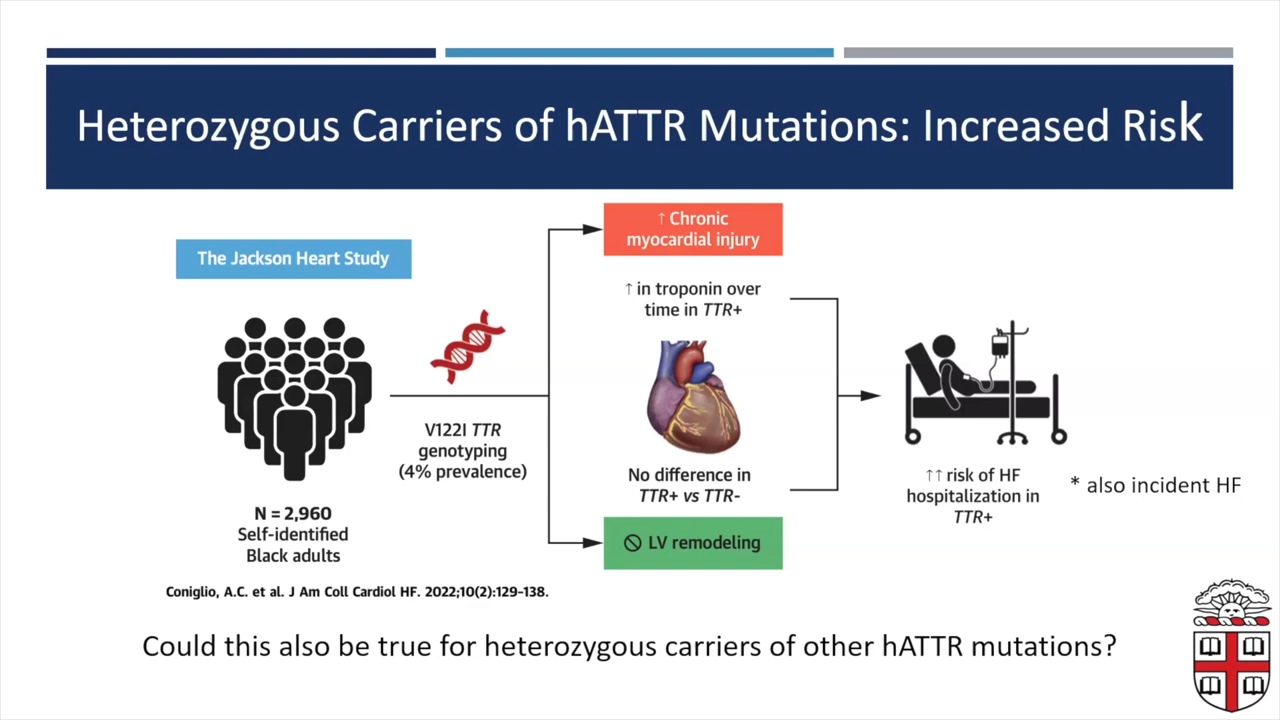 Heterozygous Carriers of hATTR Mutations: Increased Risk
The Jackson Heart Study
N = 2,960
Self-identified
Black adults
V122I TTR
genotyping
(4% prevalence)
↑ Chronic
myocardial injury
↑ in troponin over
time in TTR+
No difference in
TTR+ vs TTR-
LV remodeling
↑↑ risk of HF
hospitalization in
TTR+
* also incident HF
Coniglio, A.C. et al. J Am Coll Cardiol HF. 2022;10(2):129–138.
Could this also be true for heterozygous carriers of other hATTR mutations?